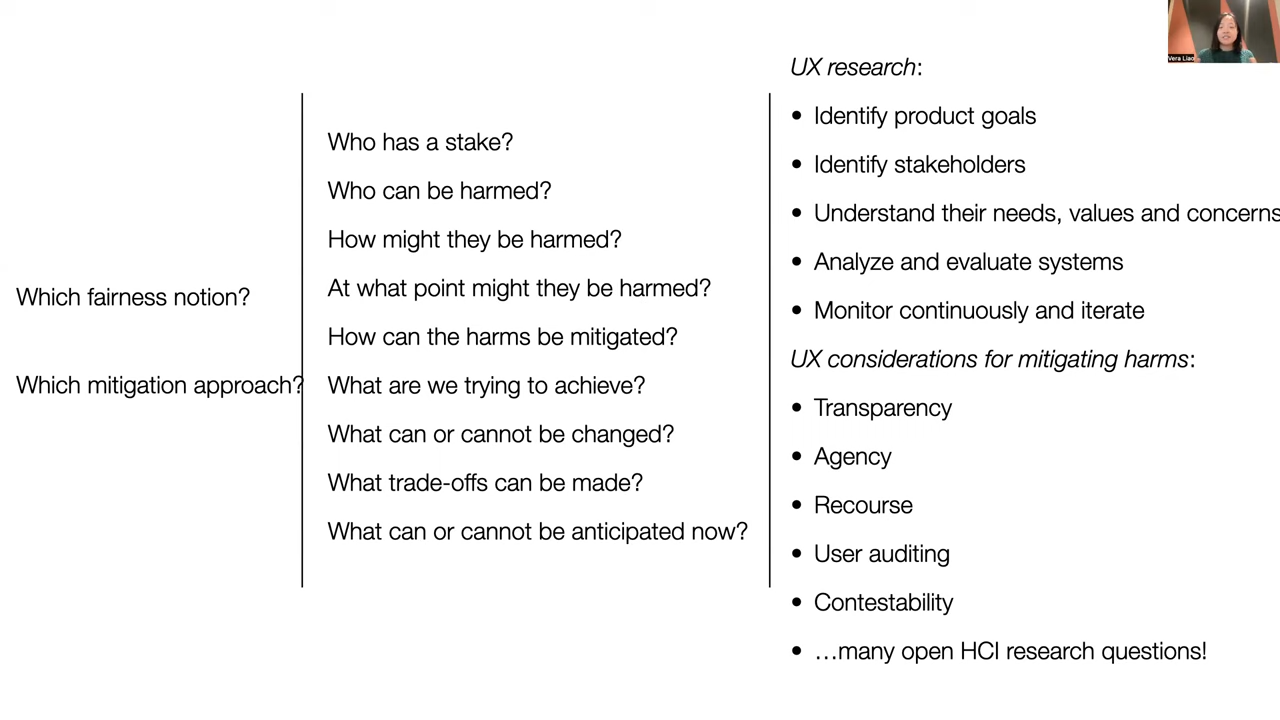 Which fairness notion?
Which mitigation approach?
Who has a stake?
Who can be harmed?
How might they be harmed?
At what point might they be harmed?
How can the harms be mitigated?
What are we trying to achieve?
What can or cannot be changed?
What trade-offs can be made?
What can or cannot be anticipated now?
UX research:
• Identify product goals
• Identify stakeholders
• Understand their needs, values and concerns
• Analyze and evaluate systems
• Monitor continuously and iterate
UX considerations for mitigating harms:
• Transparency
• Agency
• Recourse
• User auditing
• Contestability
• …many open HCI research questions!
Vera Liao